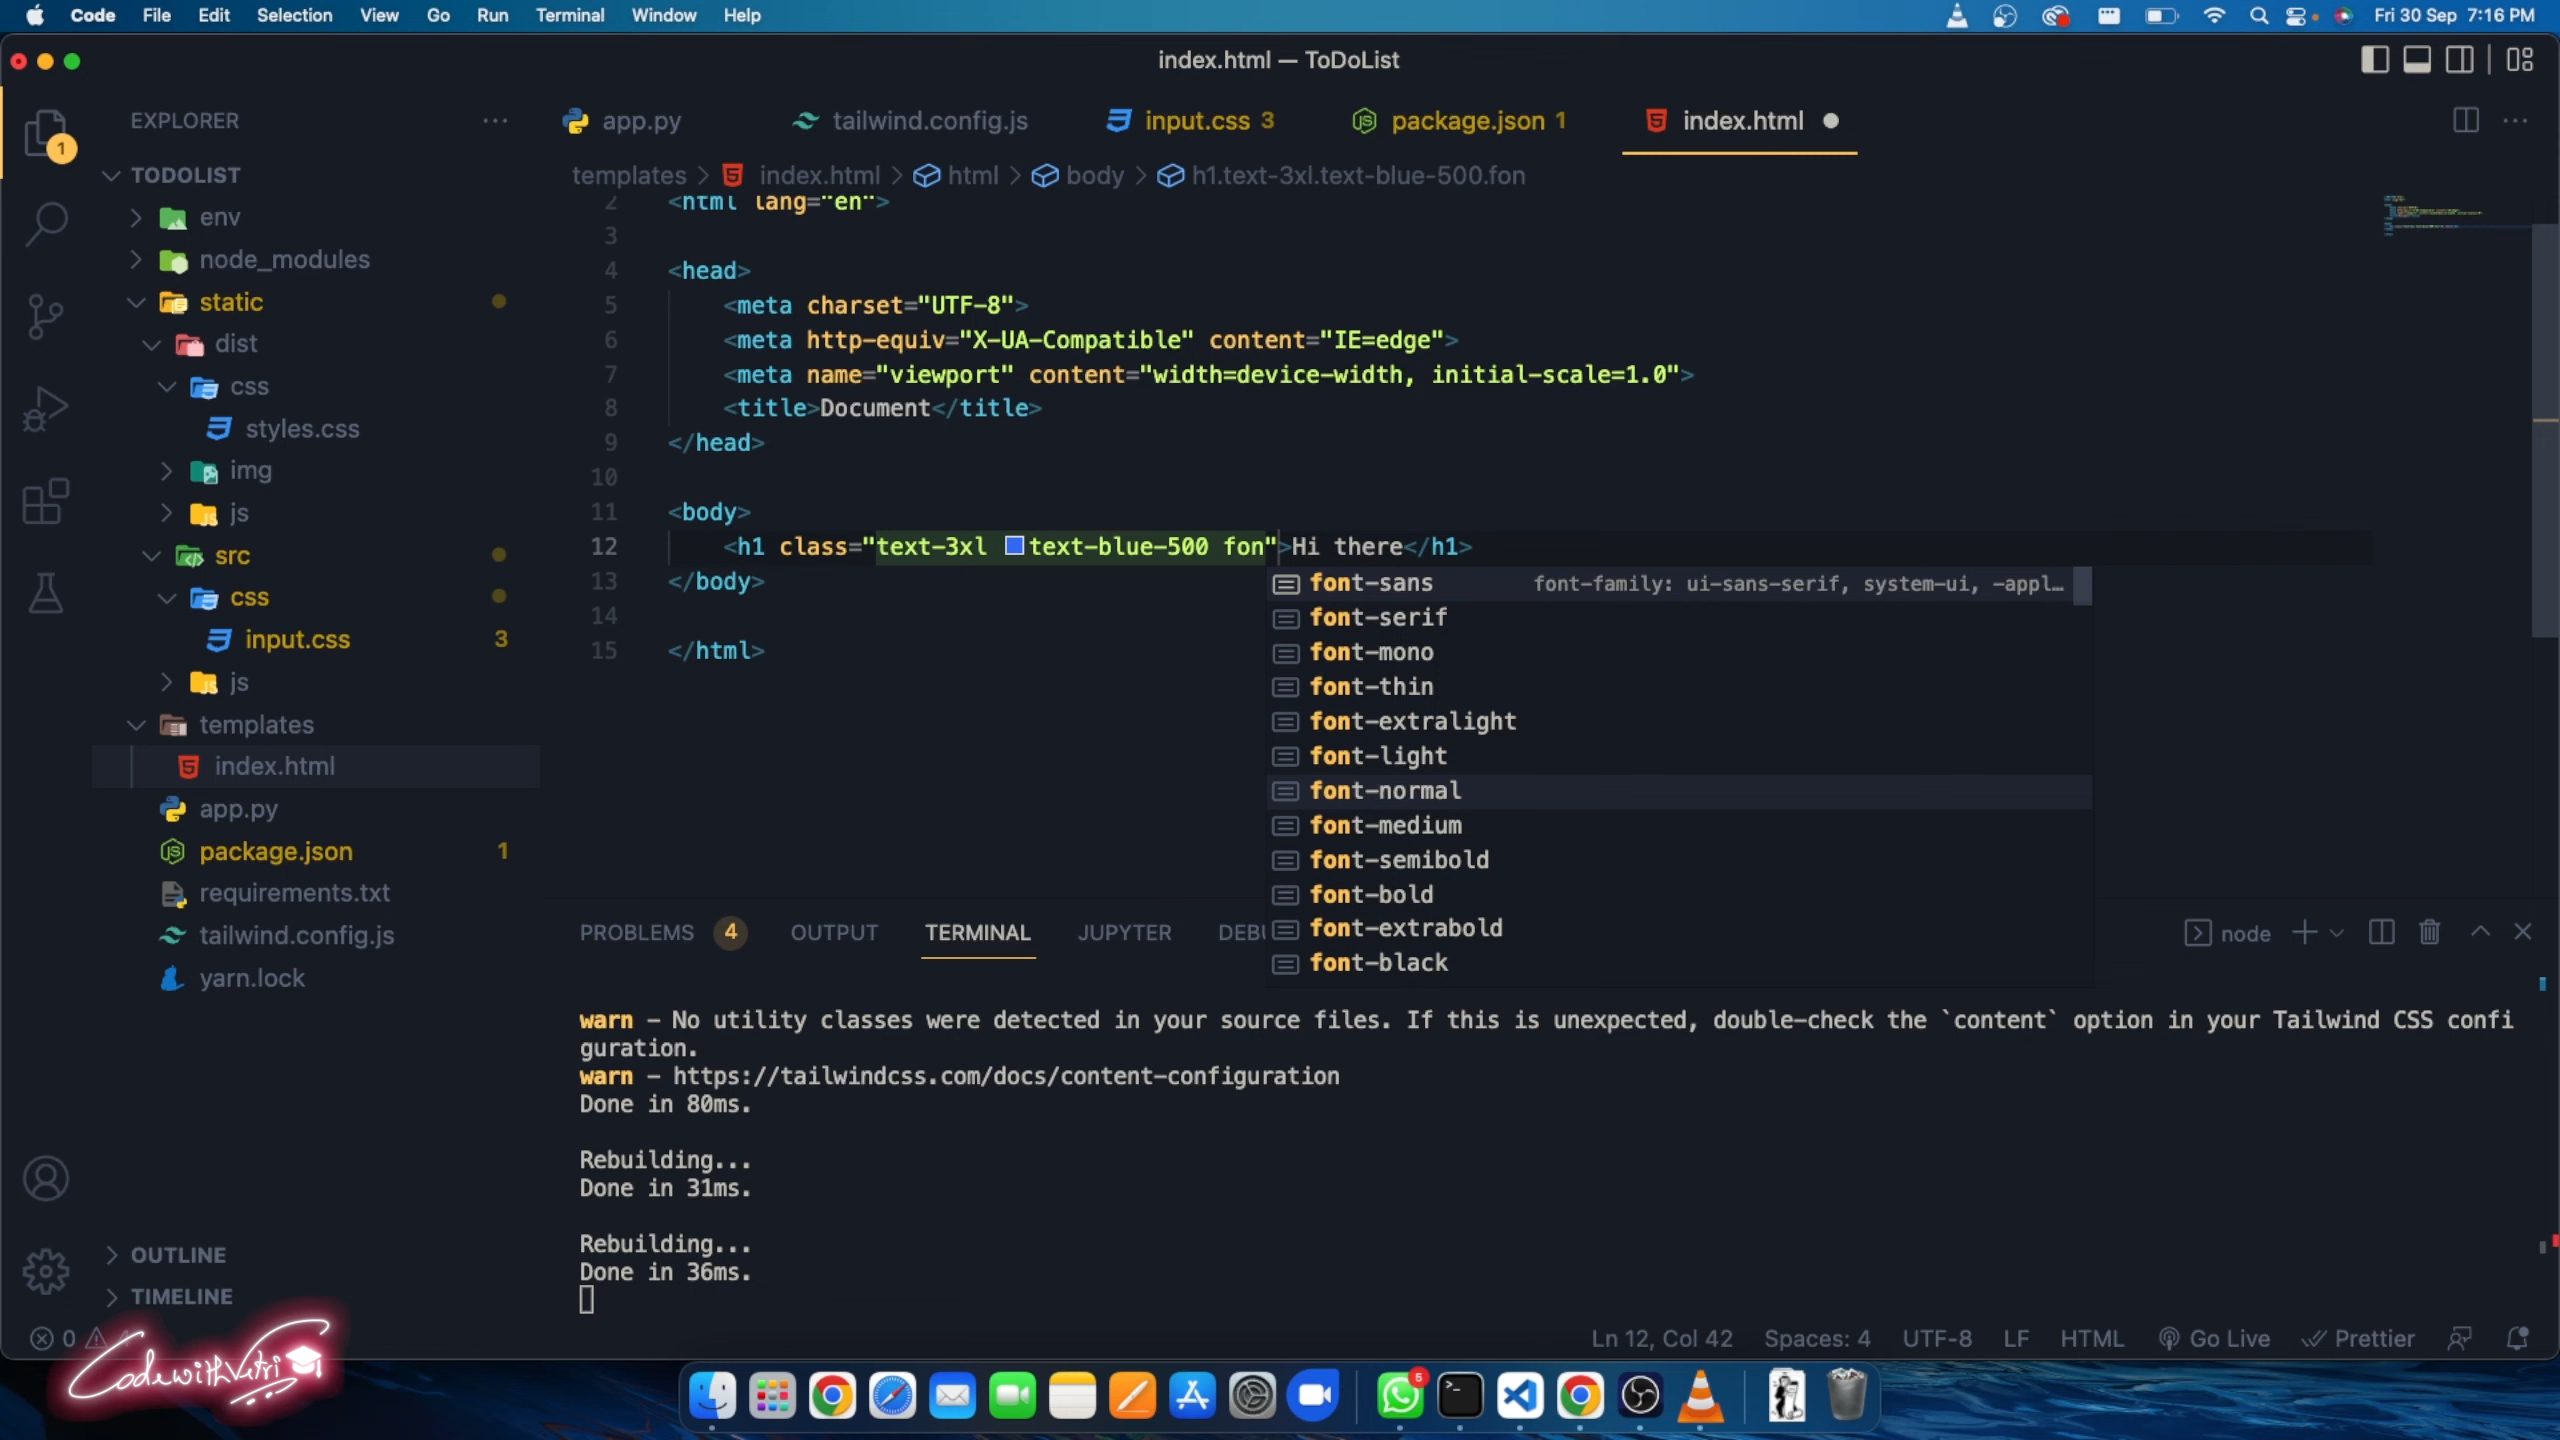 Code File Edit Selection View Go Run Terminal Window Help
Fri 30 Sep 7:16 PM
index.html — ToDoList
EXPLORER
1
app.py
tailwind.config.js
input.css 3
package.json 1
index.html
templates > index.html > html > body > h1.text-3xl.text-blue-500.fon
TODOLIST
env
node_modules
static
dist
css
styles.css
img
js
src
css
input.css 3
js
templates
index.html
app.py
package.json 1
requirements.txt
tailwind.config.js
yarn.lock
OUTLINE
TIMELINE
2 <html lang="en">
3
4 <head>
5 <meta charset="UTF-8">
6 <meta http-equiv="X-UA-Compatible" content="IE=edge">
7 <meta name="viewport" content="width=device-width, initial-scale=1.0">
8 <title>Document</title>
9 </head>
10
11 <body>
12 <h1 class="text-3xl text-blue-500 fon">Hi there</h1>
13 </body>
14
15 </html>
font-sans font-family: ui-sans-serif, system-ui, -appl…
font-serif
font-mono
font-thin
font-extralight
font-light
font-normal
font-medium
font-semibold
font-bold
font-extrabold
font-black
PROBLEMS 4 OUTPUT TERMINAL JUPYTER DEBU
node
warn - No utility classes were detected in your source files. If this is unexpected, double-check the `content` option in your Tailwind CSS confi
guration.
warn - https://tailwindcss.com/docs/content-configuration
Done in 80ms.
Rebuilding...
Done in 31ms.
Rebuilding...
Done in 36ms.
0
Ln 12, Col 42 Spaces: 4 UTF-8 LF HTML Go Live Prettier
CodewithVetri
5